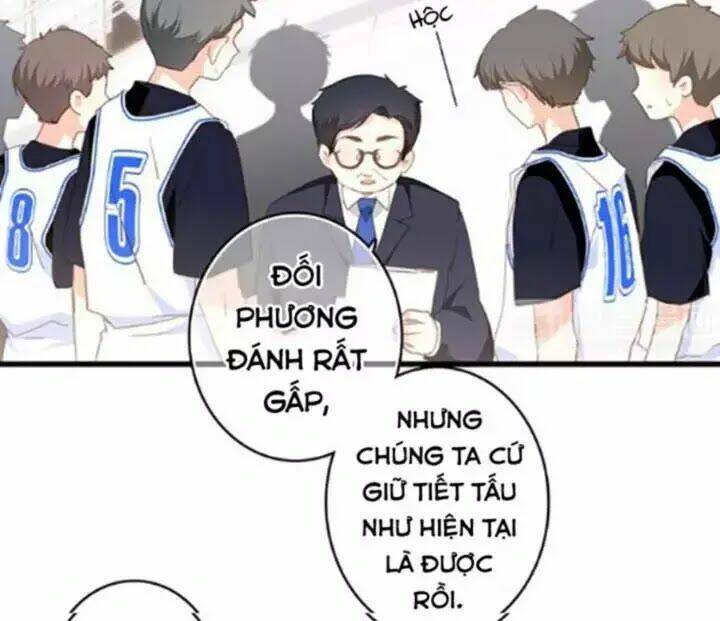 HỘC
8
5
16
ĐỐI
PHƯƠNG
ĐÁNH RẤT
GẤP,
NHƯNG
CHÚNG TA CỨ
GIỮ TIẾT TẤU
NHƯ HIỆN TẠI
LÀ ĐƯỢC
RỒI.